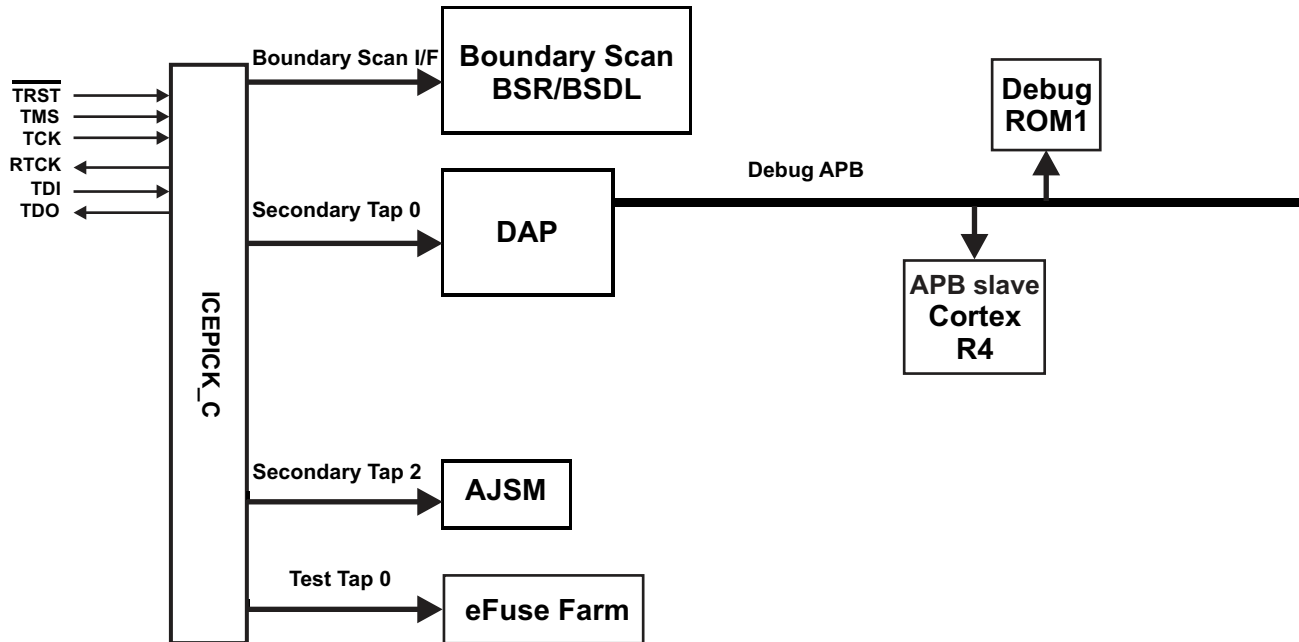 Boundary Scan I/F
Boundary Scan
BSR/BSDL
TRST
TMS
TCK
RTCK
TDI
TDO
ICEPICK_C
Secondary Tap 0
DAP
Debug APB
Debug
ROM1
APB slave
Cortex
R4
Secondary Tap 2
AJSM
Test Tap 0
eFuse Farm